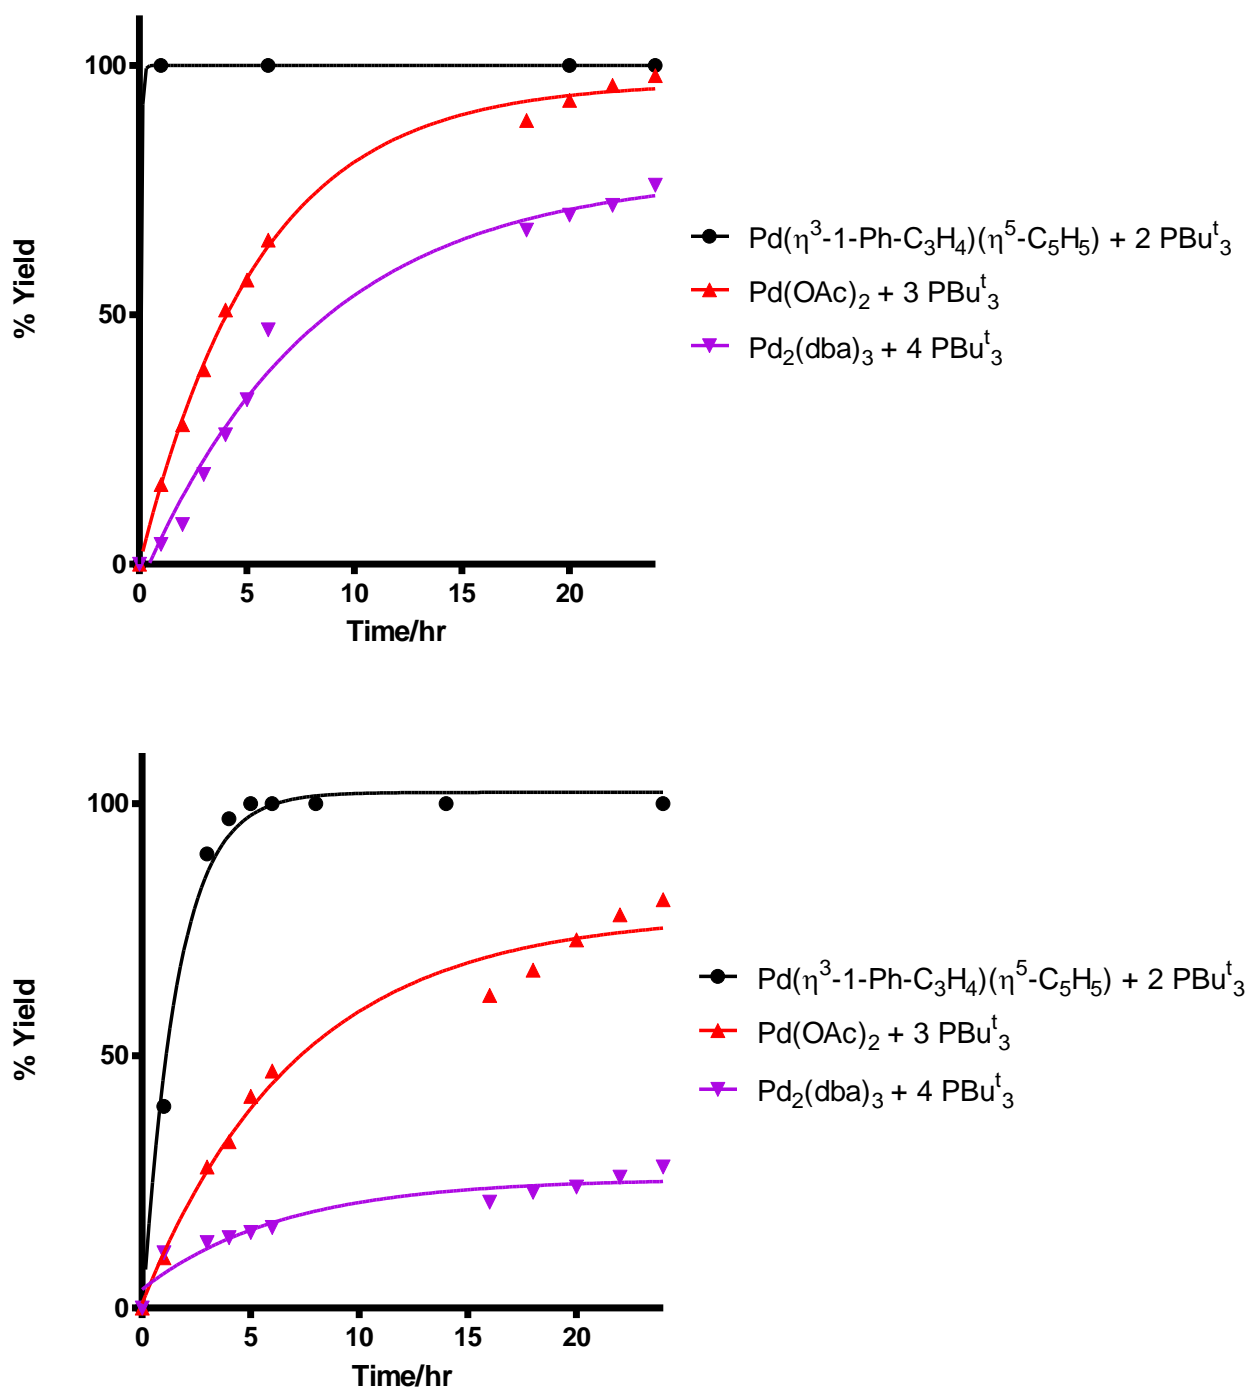 100
50
0
% Yield
0 5 10 15 20
Time/hr
Pd(η³-1-Ph-C₃H₄)(η⁵-C₅H₅) + 2 PBuᵗ₃
Pd(OAc)₂ + 3 PBuᵗ₃
Pd₂(dba)₃ + 4 PBuᵗ₃
100
50
0
% Yield
0 5 10 15 20
Time/hr
Pd(η³-1-Ph-C₃H₄)(η⁵-C₅H₅) + 2 PBuᵗ₃
Pd(OAc)₂ + 3 PBuᵗ₃
Pd₂(dba)₃ + 4 PBuᵗ₃